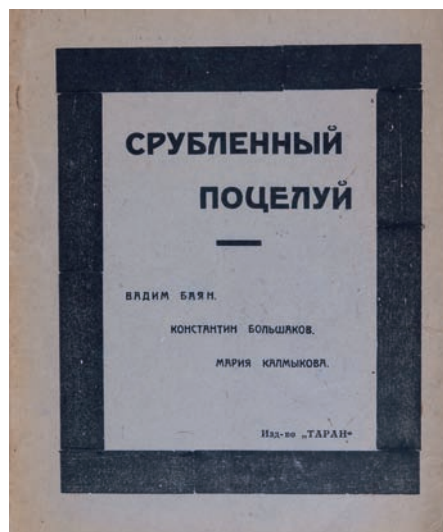 СРУБЛЕННЫЙ
ПОЦЕЛУЙ
ВАДИМ БАЯН.
КОНСТАНТИН БОЛЬШАКОВ.
МАРИЯ КАЛМЫКОВА.
Изд-во „ТАРАН“